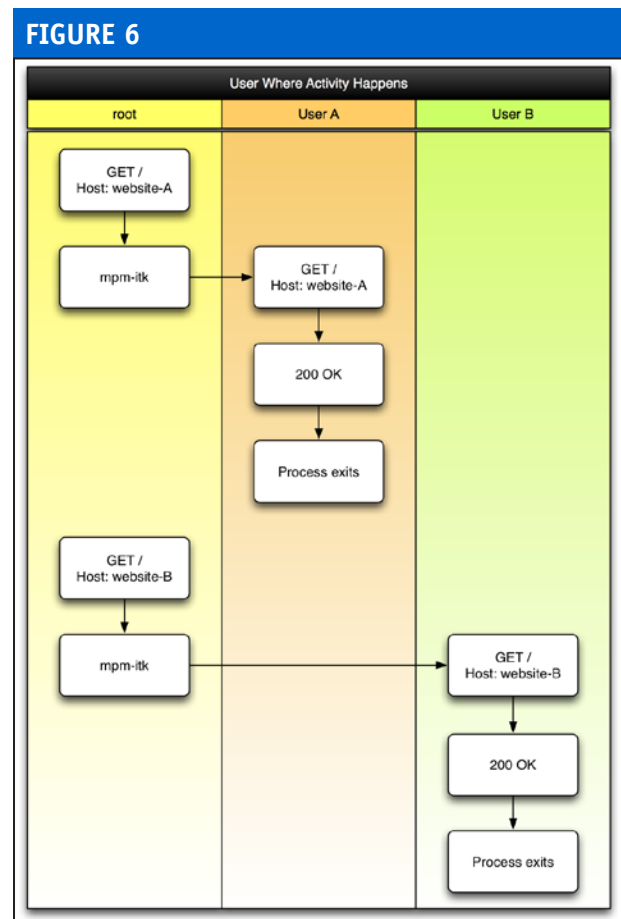 FIGURE 6
User Where Activity Happens
root
User A
User B
GET /
Host: website-A
mpm-itk
GET /
Host: website-A
200 OK
Process exits
GET /
Host: website-B
mpm-itk
GET /
Host: website-B
200 OK
Process exits